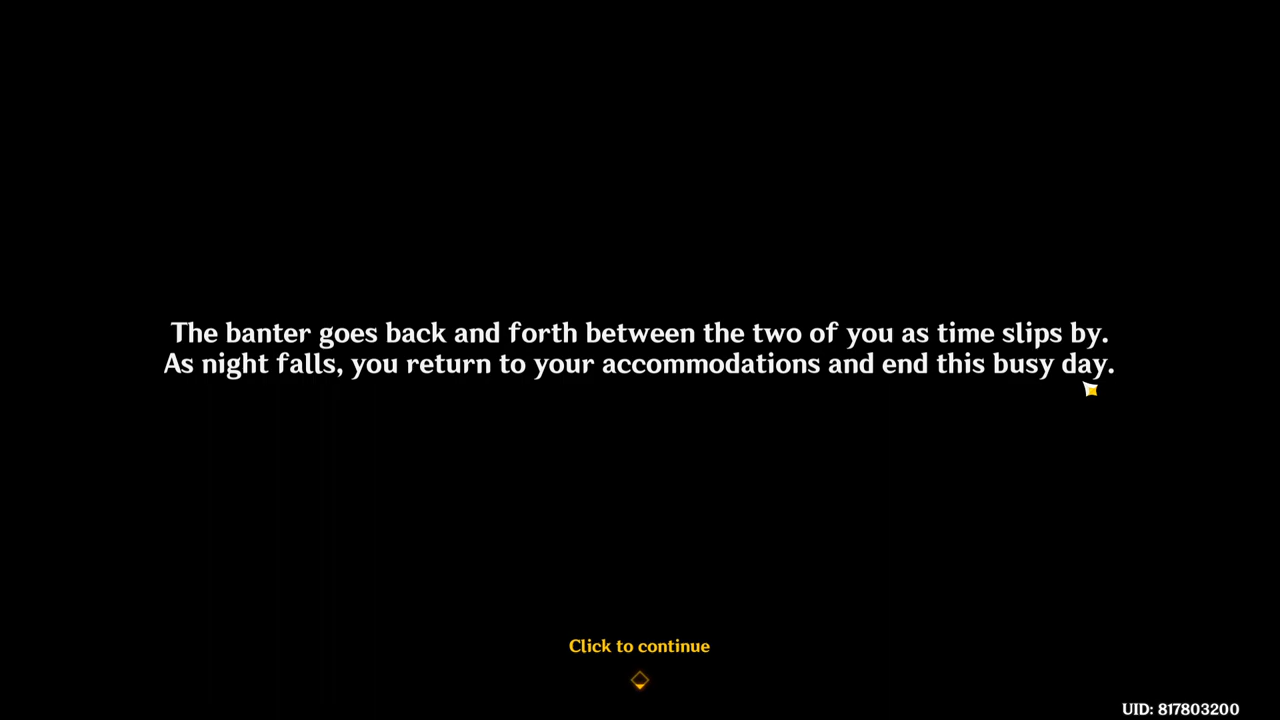 The banter goes back and forth between the two of you as time slips by.
As night falls, you return to your accommodations and end this busy day.
Click to continue
UID: 817803200